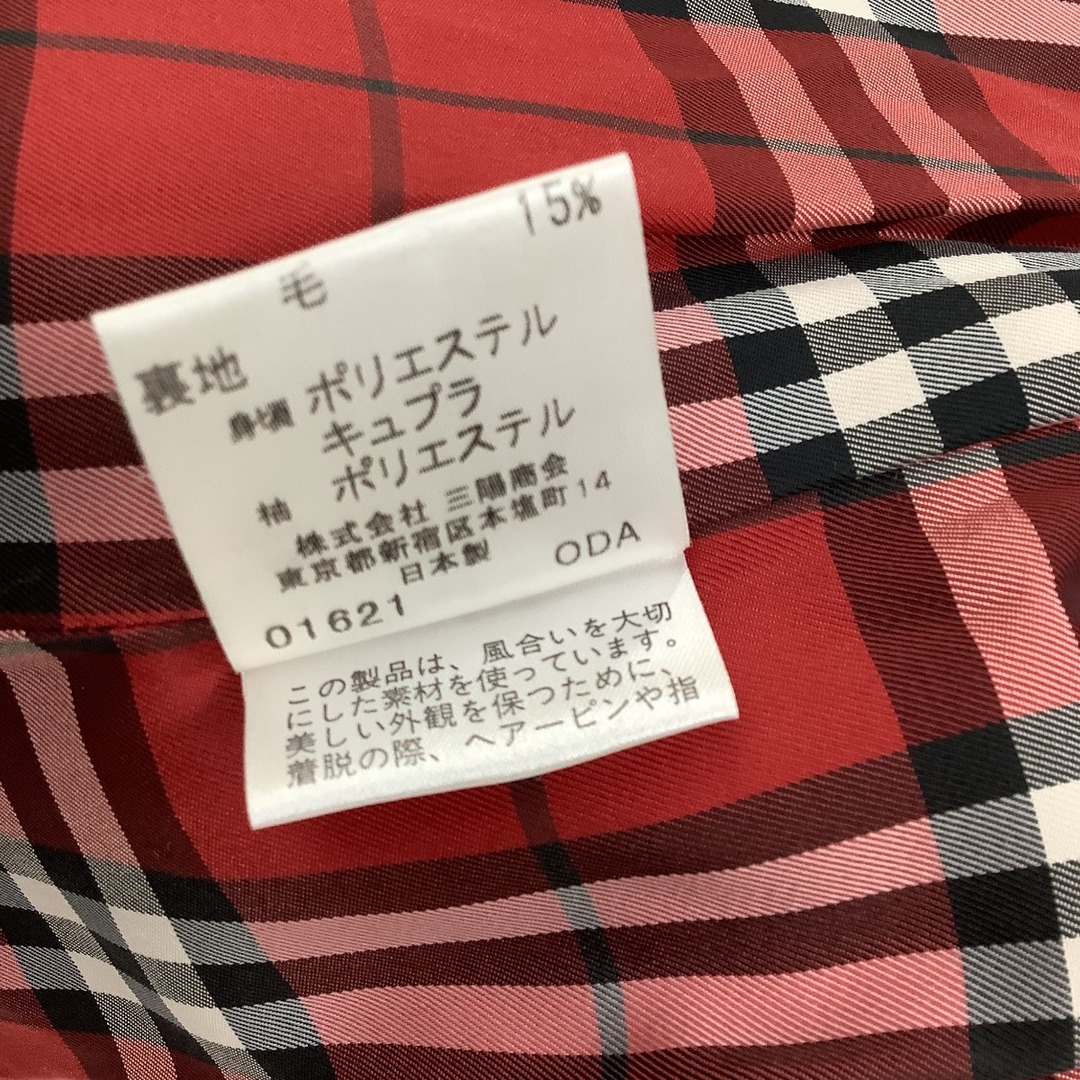 毛 15%
裏地
身頃 ポリエステル
キュプラ
袖 ポリエステル
株式会社 三陽商会
東京都新宿区本塩町14
日本製 ODA
01621
この製品は、風合いを大切
にした素材を使っています。
美しい外観を保つために、
着脱の際、ヘアーピンや指